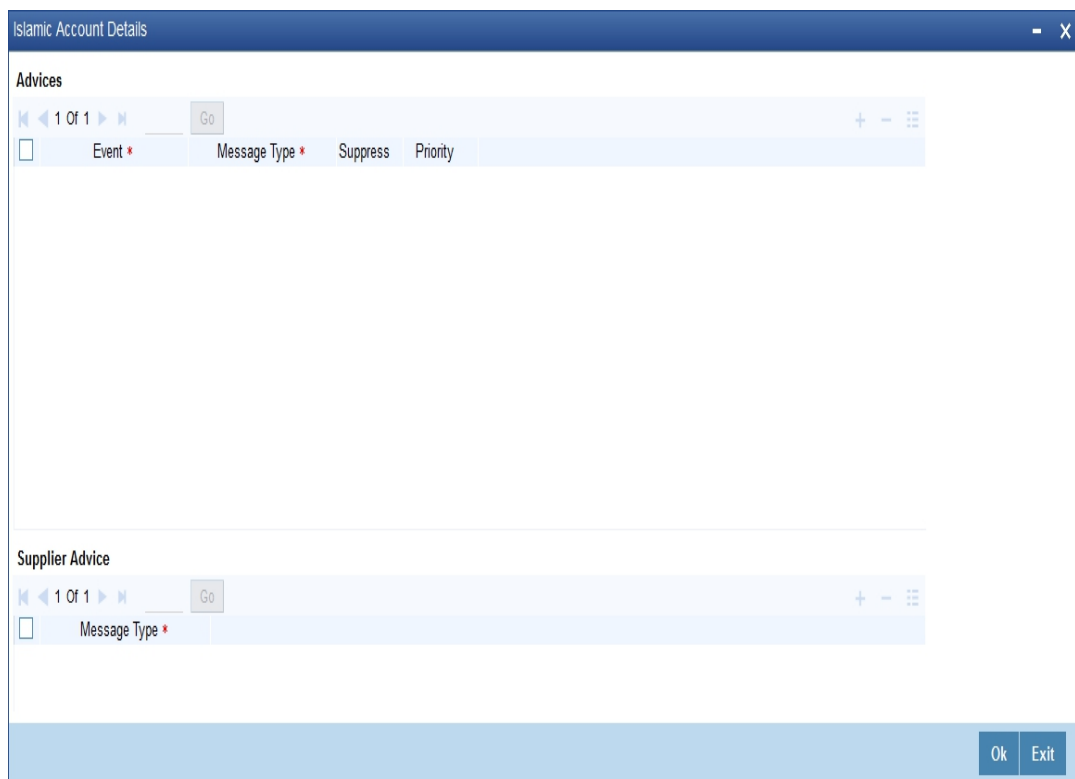 Islamic Account Details
Advices
1 Of 1 Go
Event * Message Type * Suppress Priority
Supplier Advice
1 Of 1 Go
Message Type *
Ok Exit